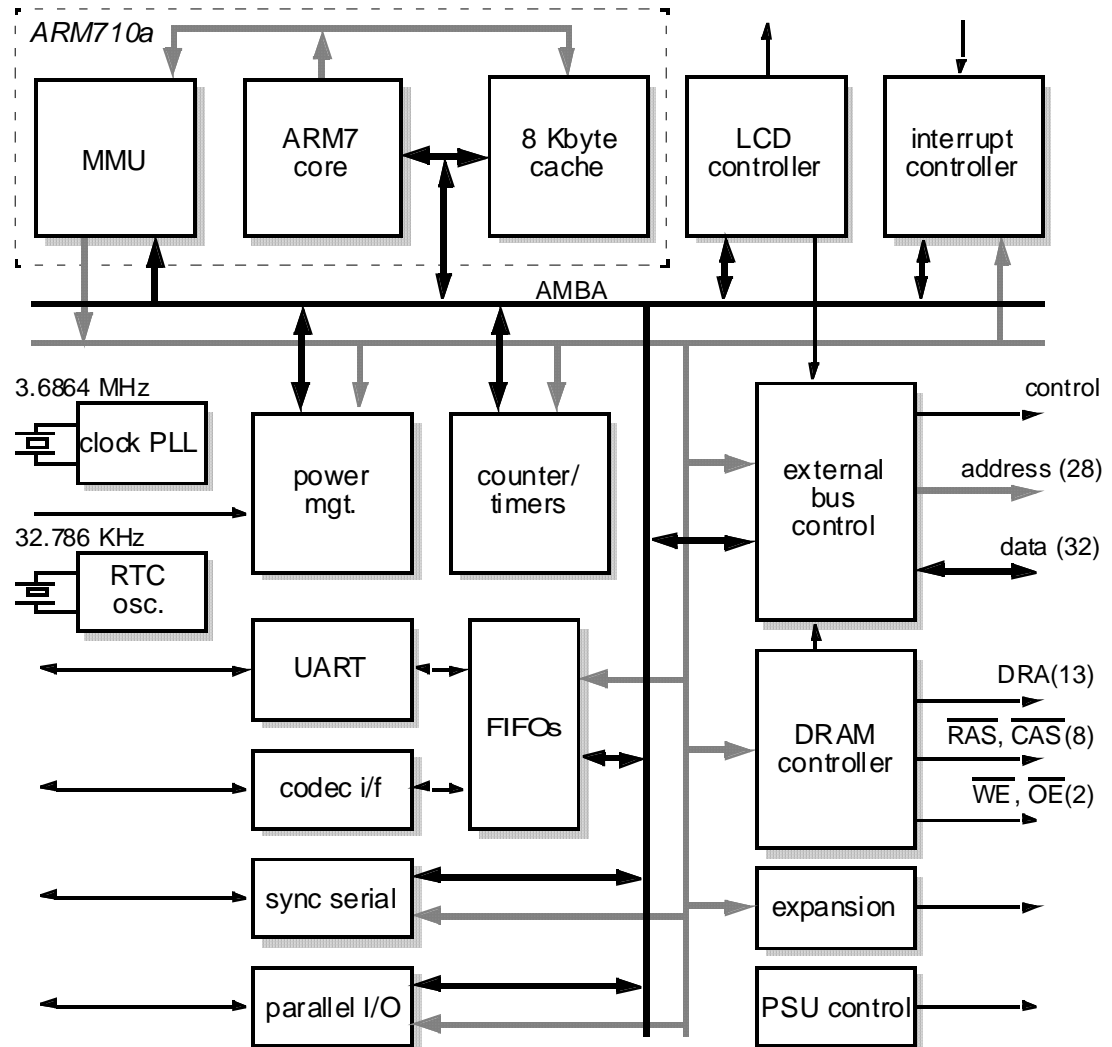 ARM710a
MMU
ARM7
core
8 Kbyte
cache
LCD
controller
interrupt
controller
AMBA
3.6864 MHz
clock PLL
power
mgt.
counter/
timers
external
bus
control
control
address (28)
data (32)
32.786 KHz
RTC
osc.
UART
FIFOs
codec i/f
DRAM
controller
DRA(13)
RAS, CAS(8)
WE, OE(2)
sync serial
expansion
parallel I/O
PSU control